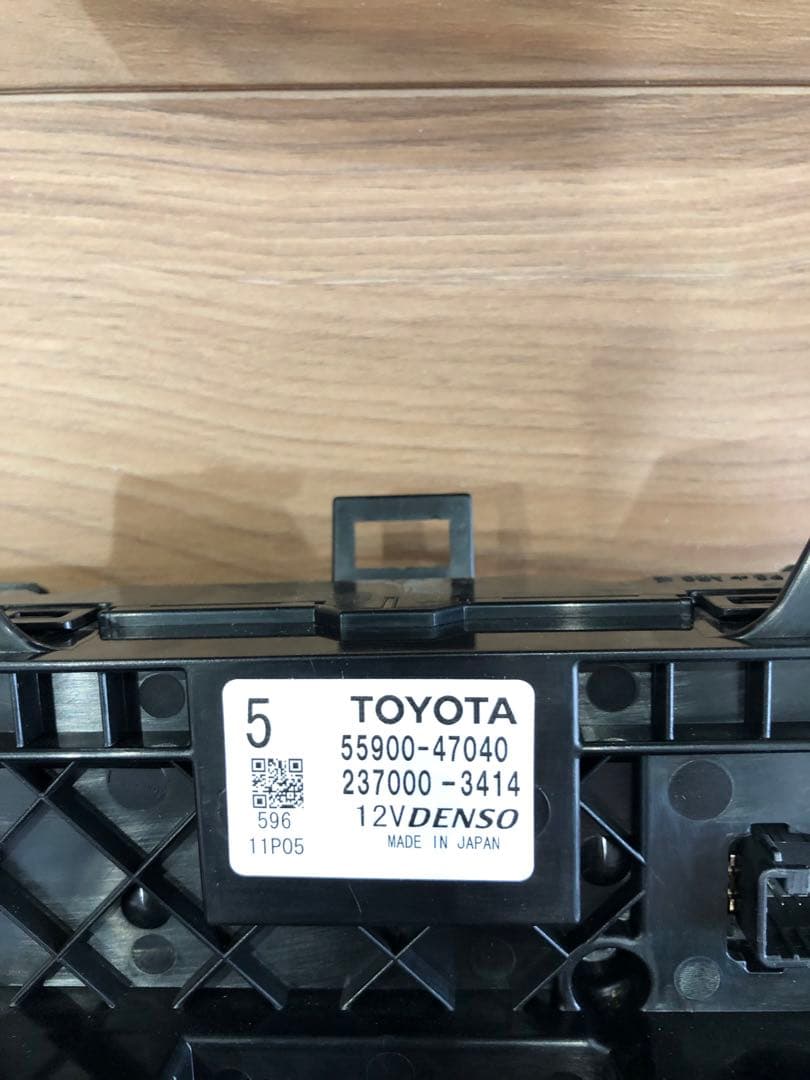 5
TOYOTA
55900-47040
237000-3414
596
12V DENSO
11P05
MADE IN JAPAN